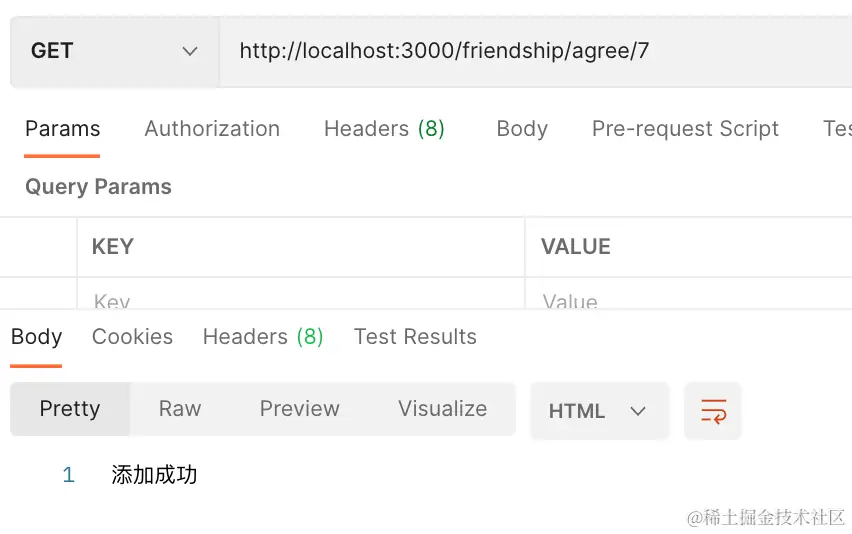 GET http://localhost:3000/friendship/agree/7
Params Authorization Headers (8) Body Pre-request Script Tes
Query Params
KEY VALUE
Key Value
Body Cookies Headers (8) Test Results
Pretty Raw Preview Visualize HTML
1 添加成功
@稀土掘金技术社区